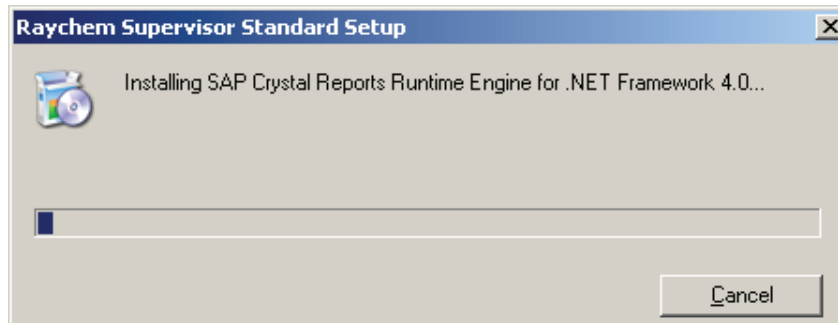 Raychem Supervisor Standard Setup
Installing SAP Crystal Reports Runtime Engine for .NET Framework 4.0...
Cancel